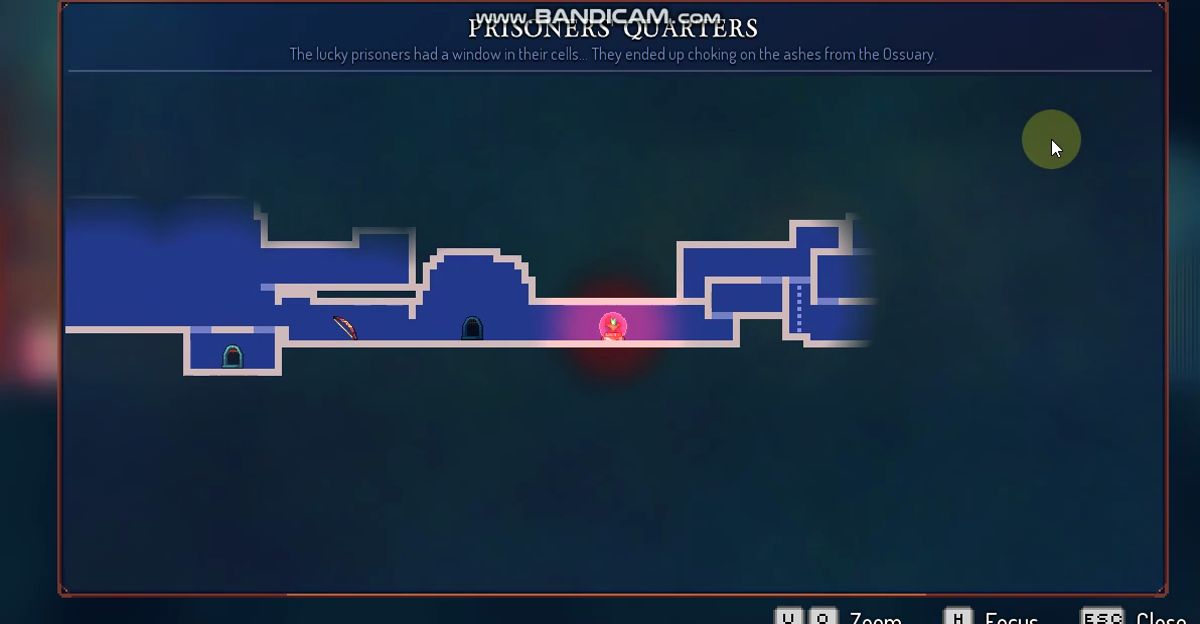 www.BANDICAM.com
PRISONERS' QUARTERS
The lucky prisoners had a window in their cells... They ended up choking on the ashes from the Ossuary.
Zoom H Focus ESC Close